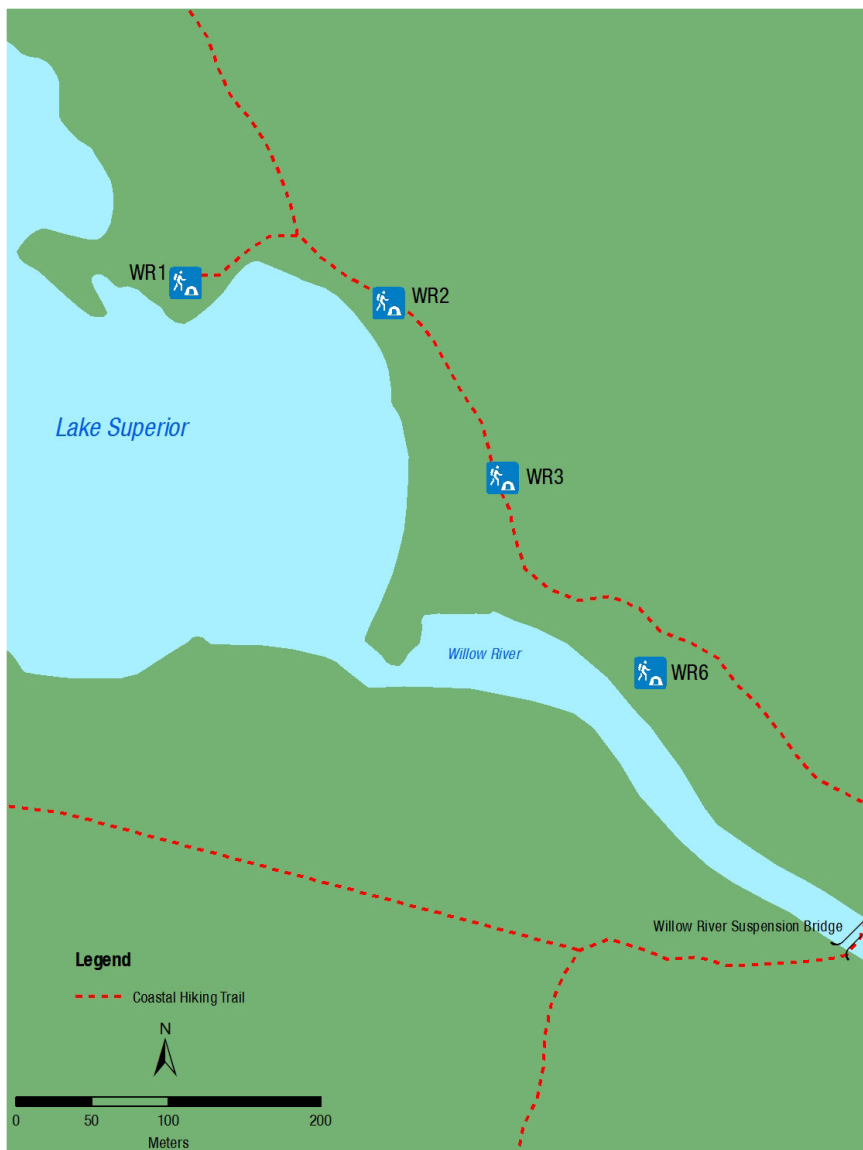 WR1
WR2
Lake Superior
WR3
Willow River
WR6
Willow River Suspension Bridge
Legend
Coastal Hiking Trail
N
0 50 100 200
Meters